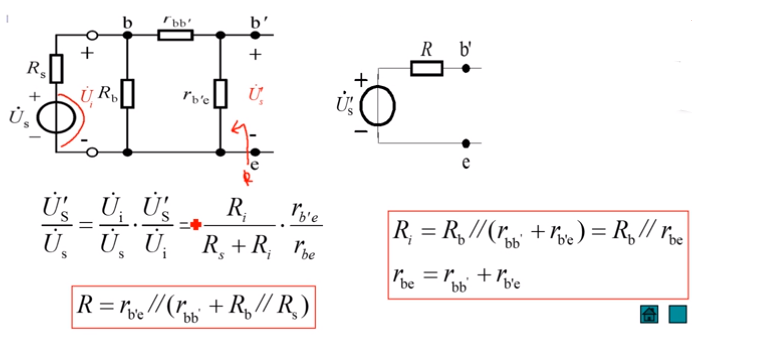 b r_bb' b'
+ +
R_s
U̇_i R_b r_b'e U̇'_s
+
U̇_s
− - -
e
R
R b'
+
U̇'_s
−
e
U̇'_S / U̇_s = U̇_i / U̇_s · U̇'_S / U̇_i = R_i / (R_s + R_i) · r_b'e / r_be
R = r_b'e // (r_bb' + R_b // R_s)
R_i = R_b // (r_bb' + r_b'e) = R_b // r_be
r_be = r_bb' + r_b'e